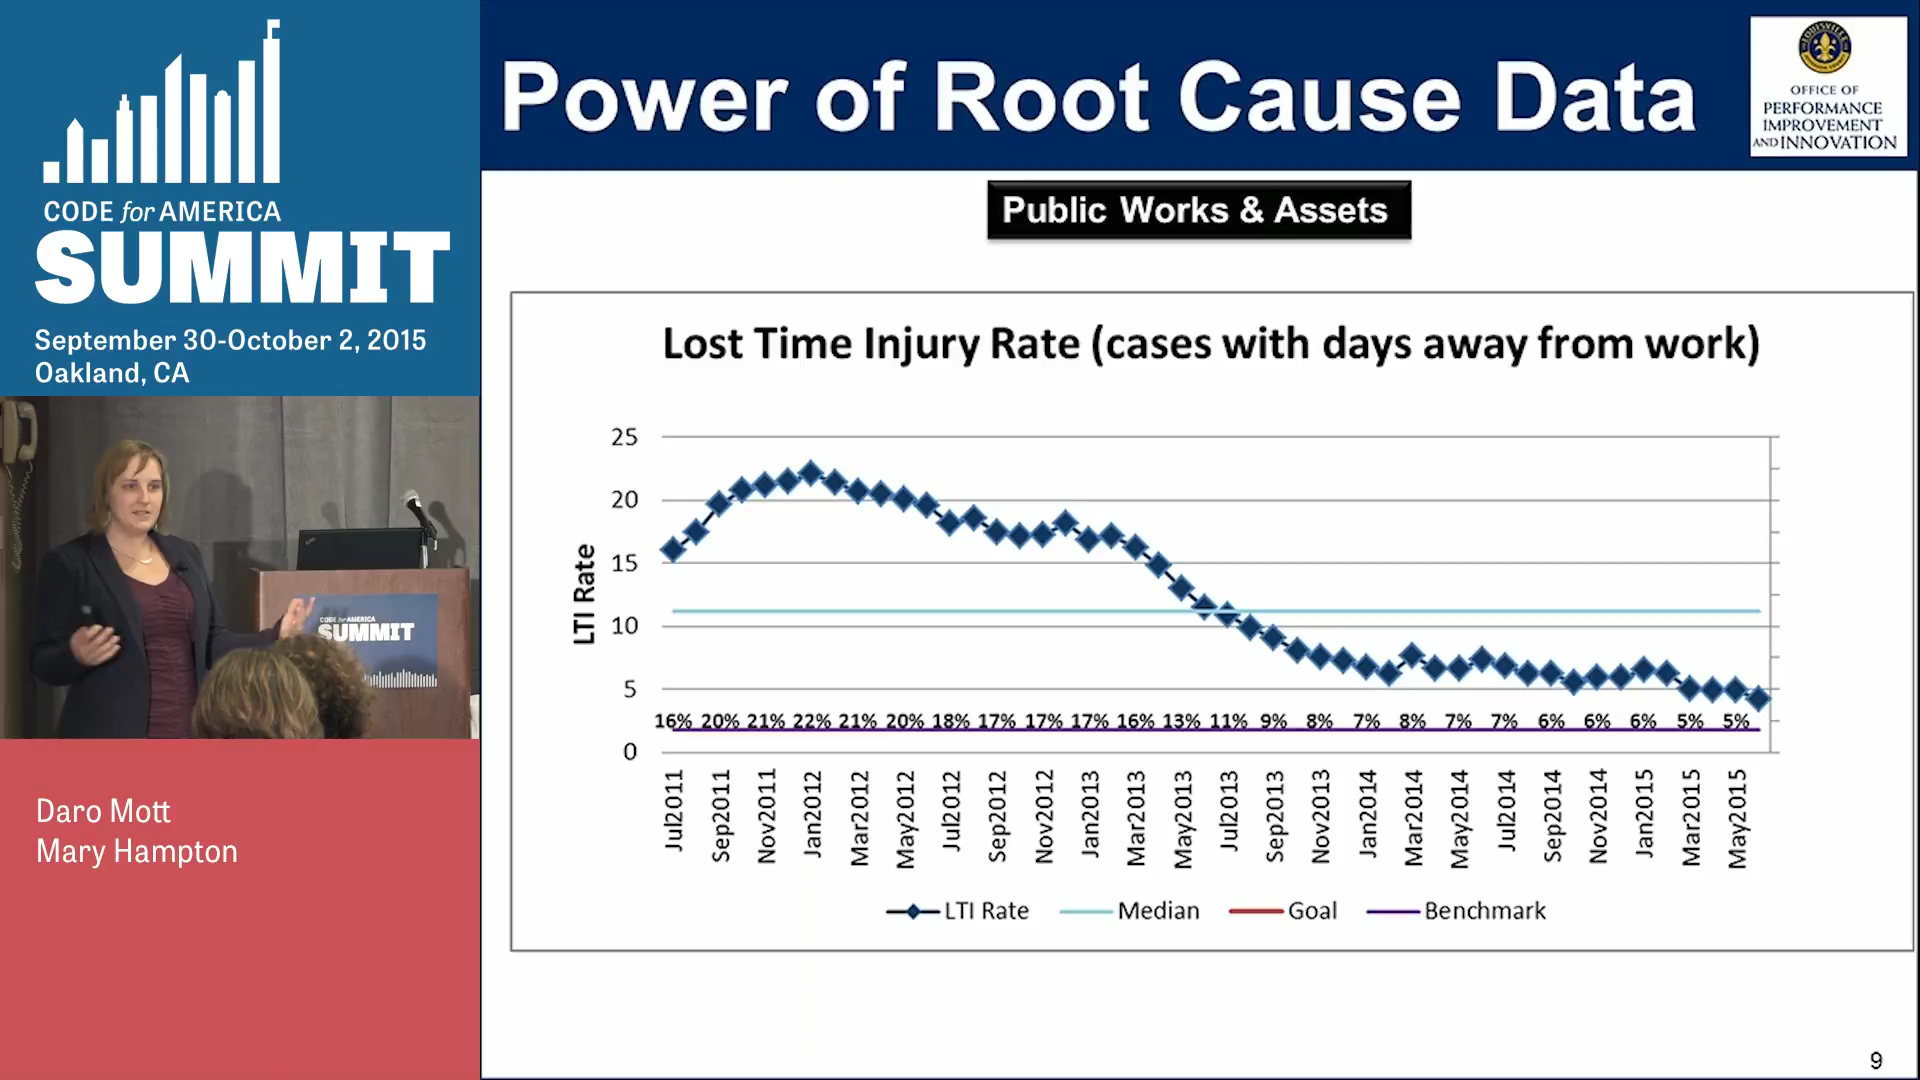 CODE for AMERICA
SUMMIT
September 30-October 2, 2015
Oakland, CA
CODE for AMERICA
SUMMIT
Daro Mott
Mary Hampton
Power of Root Cause Data
OFFICE OF
PERFORMANCE
IMPROVEMENT
AND INNOVATION
Public Works & Assets
Lost Time Injury Rate (cases with days away from work)
LTI Rate
25
20
15
10
5
0
16% 20% 21% 22% 21% 20% 18% 17% 17% 17% 16% 13% 11% 9% 8% 7% 8% 7% 7% 6% 6% 6% 5% 5%
Jul2011 Sep2011 Nov2011 Jan2012 Mar2012 May2012 Jul2012 Sep2012 Nov2012 Jan2013 Mar2013 May2013 Jul2013 Sep2013 Nov2013 Jan2014 Mar2014 May2014 Jul2014 Sep2014 Nov2014 Jan2015 Mar2015 May2015
LTI Rate Median Goal Benchmark
9